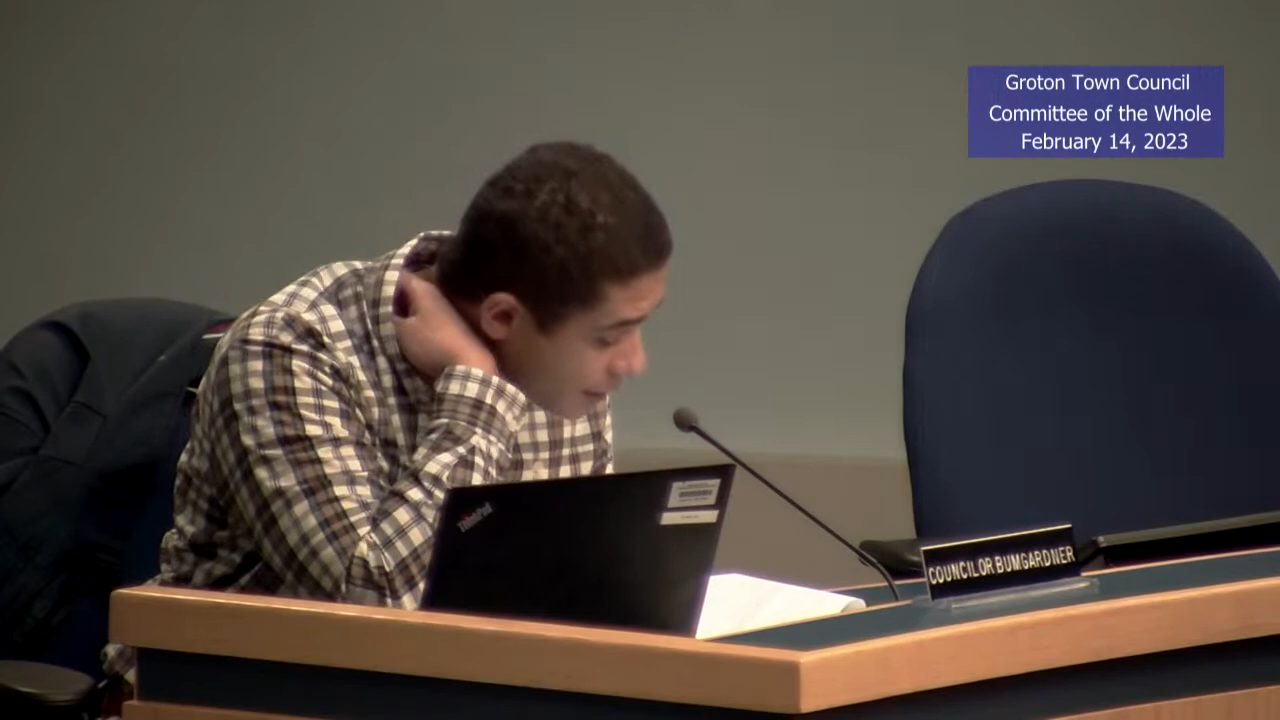 Groton Town Council
Committee of the Whole
February 14, 2023
ThinkPad
COUNCILOR BUMGARDNER